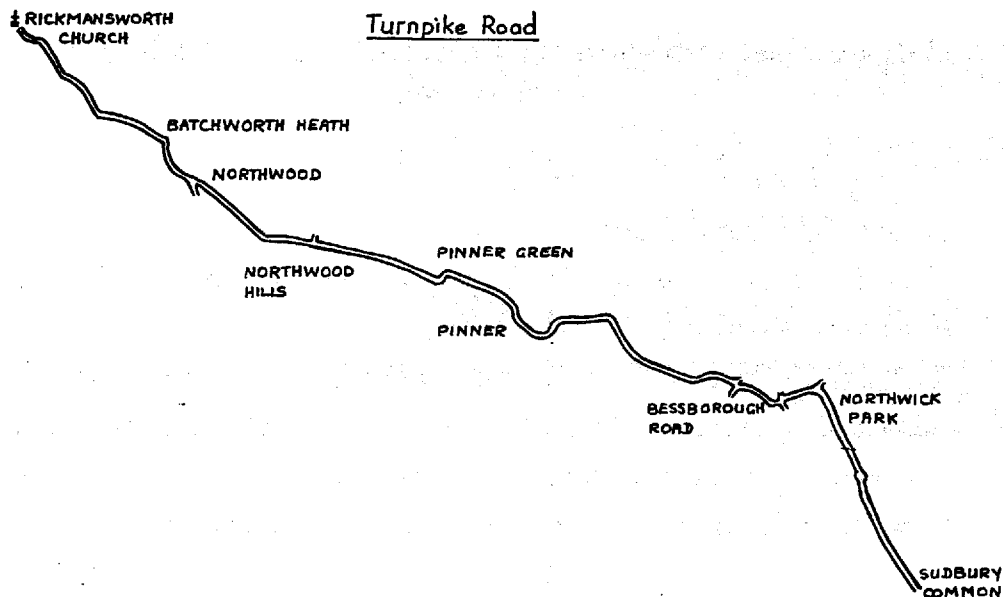 Turnpike Road
RICKMANSWORTH
CHURCH
BATCHWORTH HEATH
NORTHWOOD
NORTHWOOD
HILLS
PINNER GREEN
PINNER
BESSBOROUGH
ROAD
NORTHWICK
PARK
SUDBURY
COMMON